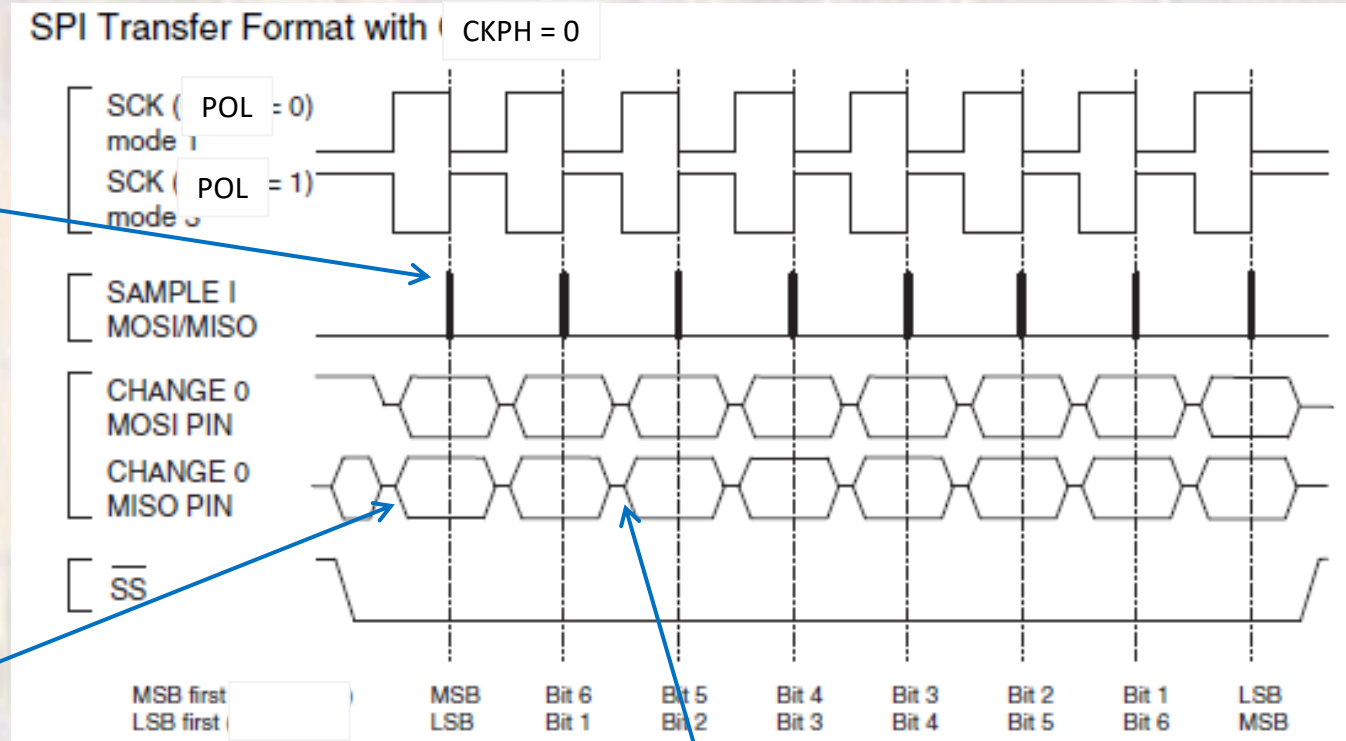 SPI Transfer Format with CKPH = 0
SCK ( POL = 0)
mode 1
SCK ( POL = 1)
mode 3
SAMPLE I
MOSI/MISO
CHANGE 0
MOSI PIN
CHANGE 0
MISO PIN
SS
MSB first MSB Bit 6 Bit 5 Bit 4 Bit 3 Bit 2 Bit 1 LSB
LSB first ( LSB Bit 1 Bit 2 Bit 3 Bit 4 Bit 5 Bit 6 MSB